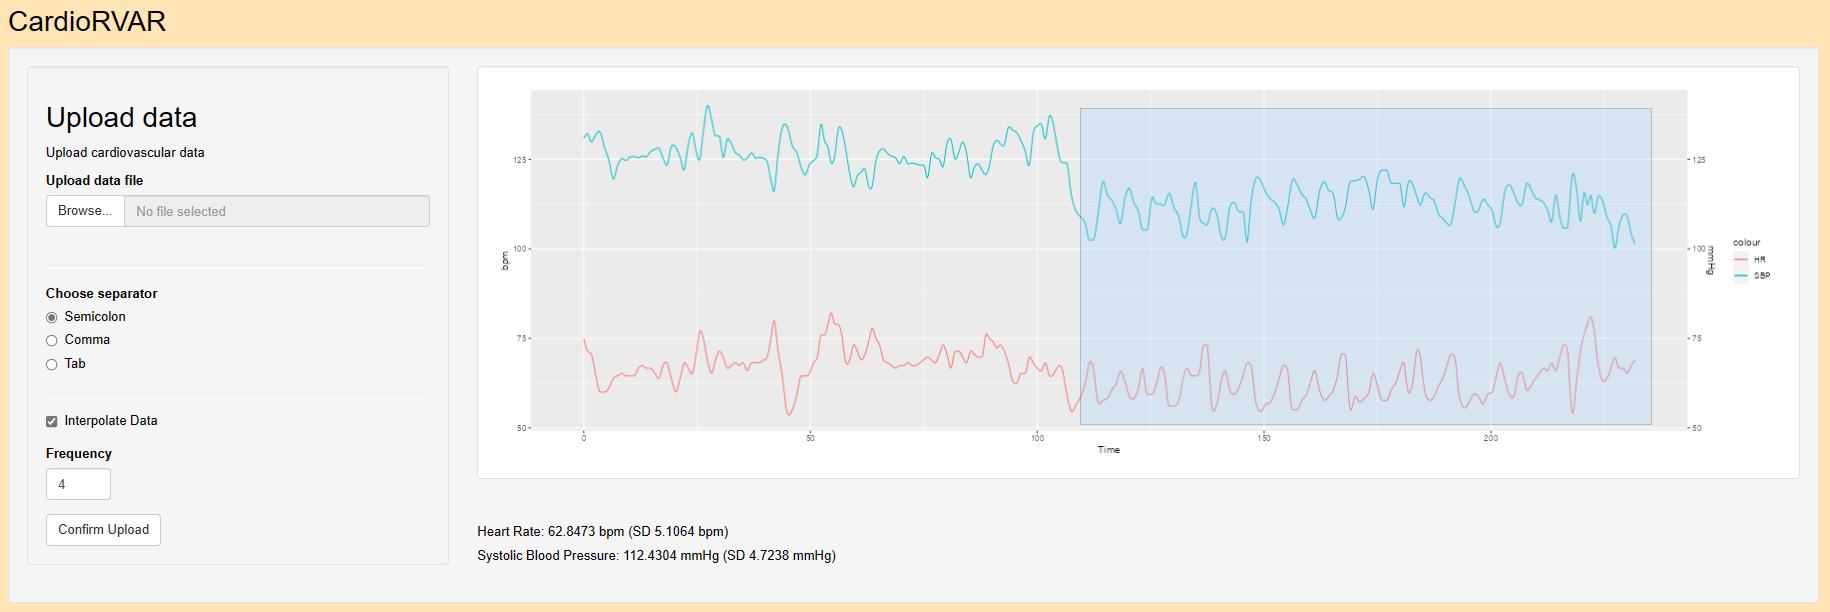 CardioRVAR
Upload data
Upload cardiovascular data
Upload data file
Browse... No file selected
Choose separator
Semicolon
Comma
Tab
Interpolate Data
Frequency
4
Confirm Upload
125
100
75
50
bpm
0 50 100 150 200
Time
125
100
75
50
mmHg
colour
HR
SBP
Heart Rate: 62.8473 bpm (SD 5.1064 bpm)
Systolic Blood Pressure: 112.4304 mmHg (SD 4.7238 mmHg)